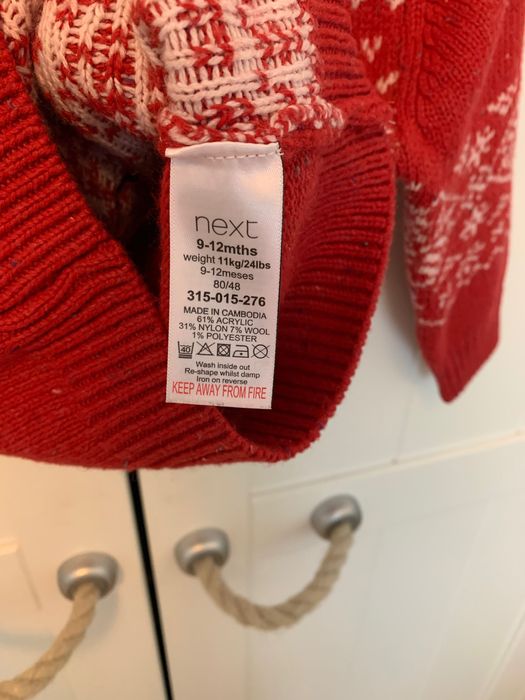 next
9-12mths
weight 11kg/24lbs
9-12meses
80/48
315-015-276
MADE IN CAMBODIA
61% ACRYLIC
31% NYLON 7% WOOL
1% POLYESTER
40
Wash inside out
Re-shape whilst damp
Iron on reverse
KEEP AWAY FROM FIRE